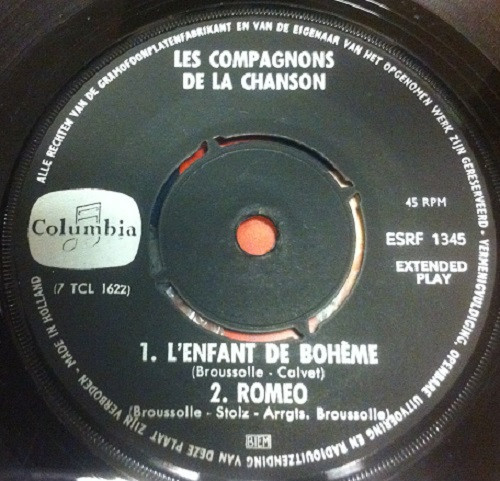 ALLE RECHTEN VAN DE GRAMOFOONPLATENFABRIKANT EN VAN DE EIGENAAR VAN HET OPGENOMEN WERK ZIJN GERESERVEERD - VERMENIGVULDIGING, OPENBARE UITVOERING EN RADIOUITZENDING VAN DEZE PLAAT ZIJN VERBODEN - MADE IN HOLLAND
LES COMPAGNONS
DE LA CHANSON
Columbia
(7 TCL 1622)
45 RPM
ESRF 1345
EXTENDED
PLAY
1. L'ENFANT DE BOHÊME
(Broussolle - Calvet)
2. ROMEO
(Broussolle - Stolz - Arrgts. Broussolle)
BIEM